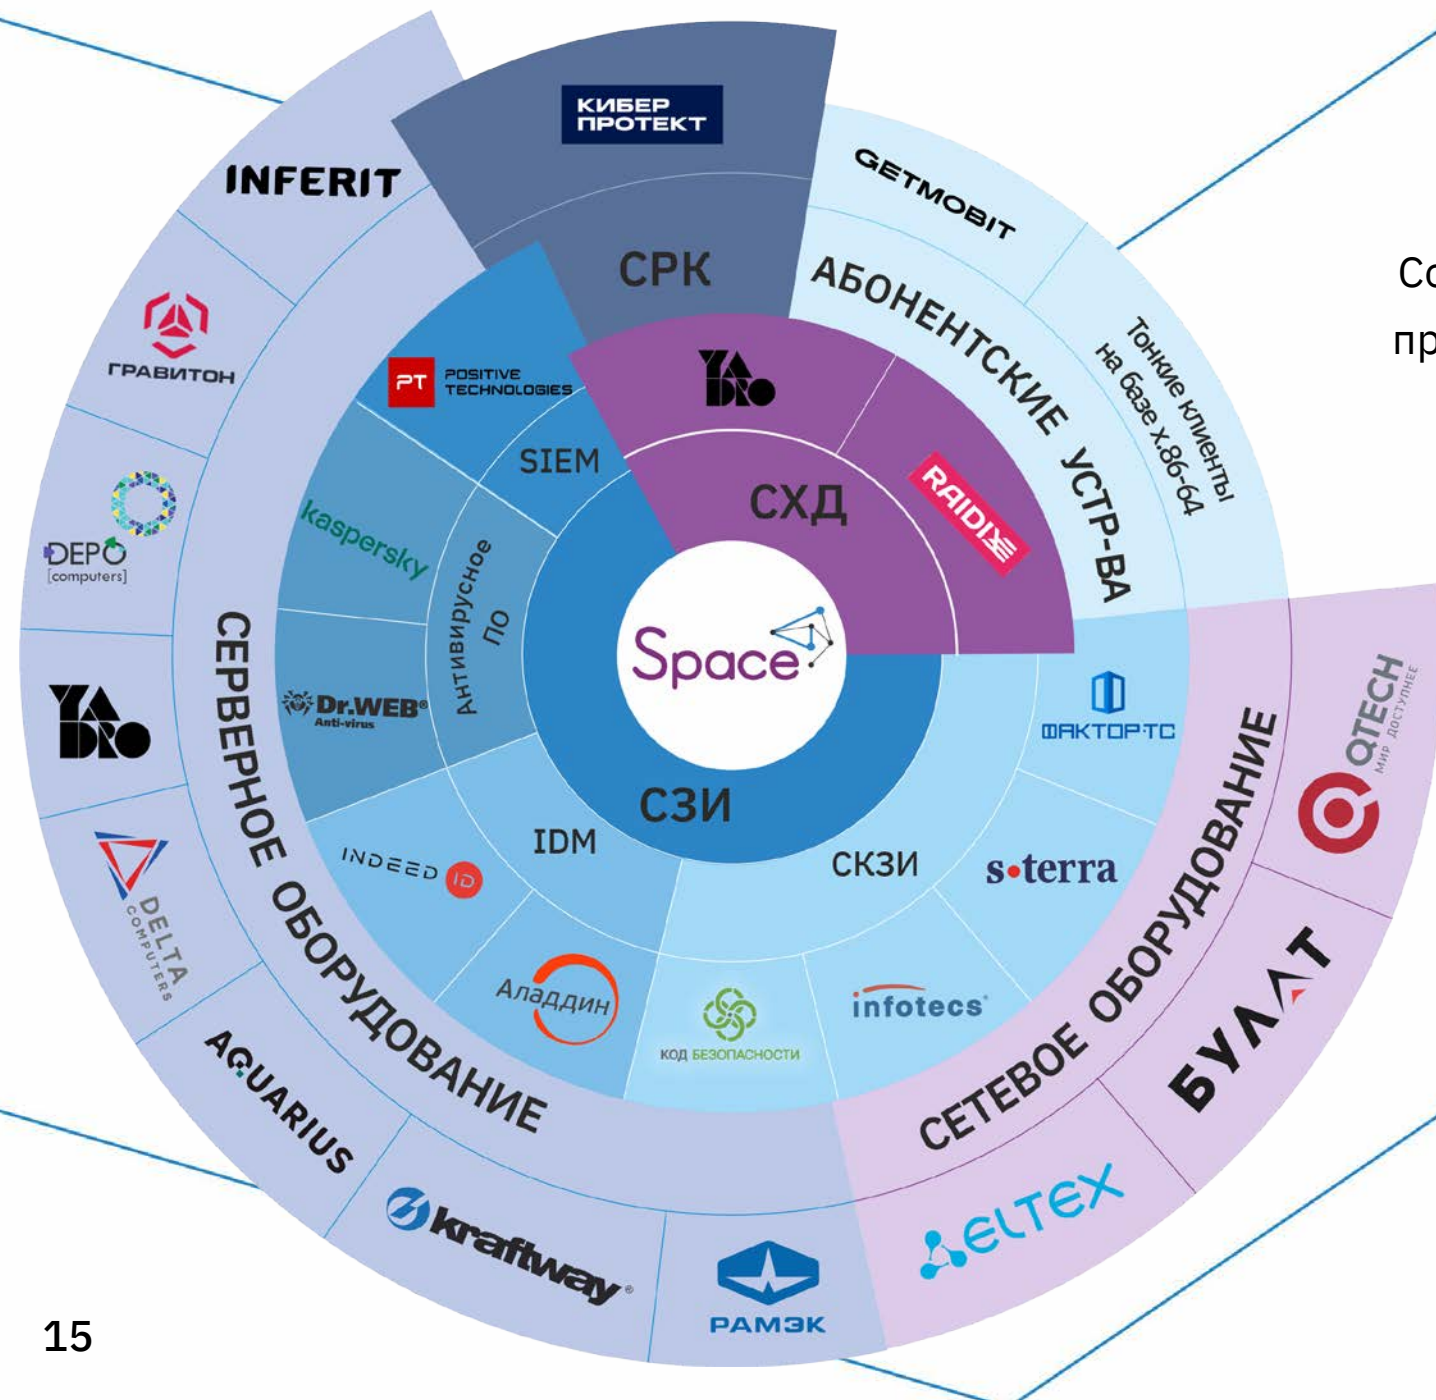 КИБЕР
ПРОТЕКТ
СРК
GETMOBIT
Тонкие клиенты
на базе x.86-64
АБОНЕНТСКИЕ УСТР-ВА
INFERIT
ГРАВИТОН
DEPO
[computers]
YADRO
DELTA
COMPUTERS
AQUARIUS
kraftway®
РАМЭК
СЕРВЕРНОЕ ОБОРУДОВАНИЕ
PT
POSITIVE
TECHNOLOGIES
SIEM
kaspersky
Dr.WEB®
Anti-virus
Антивирусное
ПО
INDEED ID
Аладдин
IDM
YADRO
RAIDIX
СХД
Space
СЗИ
СКЗИ
ФАКТОР·ТС
s•terra
infotecs®
КОД БЕЗОПАСНОСТИ
СЕТЕВОЕ ОБОРУДОВАНИЕ
QTECH
МИР ДОСТУПНЕЕ
БУЛАТ
ELTEX
15